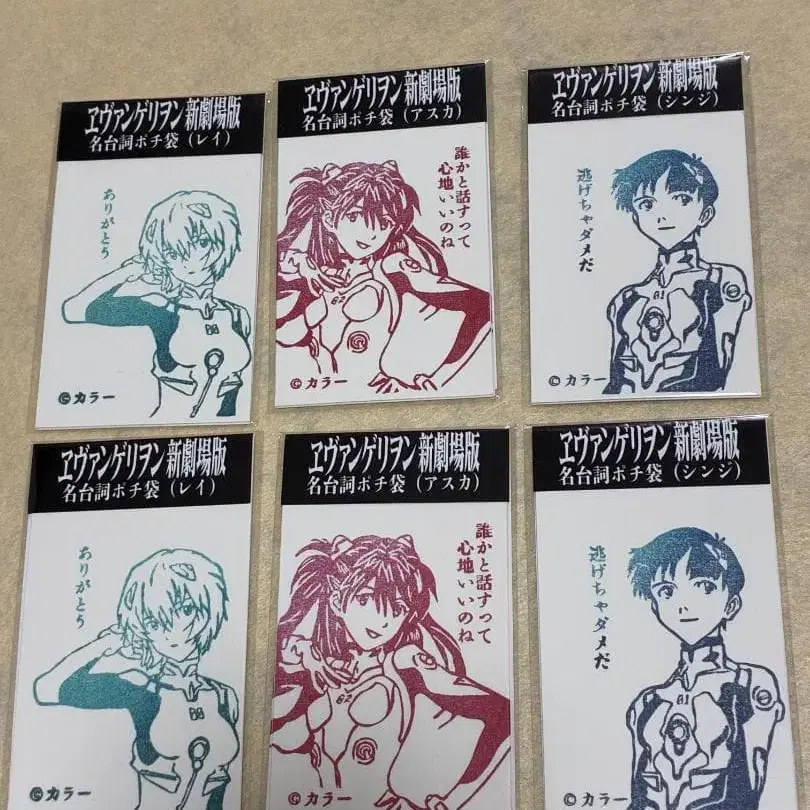 ヱヴァンゲリヲン新劇場版
名台詞ポチ袋（レイ）
ありがとう
00
©カラー
ヱヴァンゲリヲン新劇場版
名台詞ポチ袋（アスカ）
誰かと話すって
心地いいのね
02
©カラー
ヱヴァンゲリヲン新劇場版
名台詞ポチ袋（シンジ）
逃げちゃダメだ
01
©カラー
ヱヴァンゲリヲン新劇場版
名台詞ポチ袋（レイ）
ありがとう
00
©カラー
ヱヴァンゲリヲン新劇場版
名台詞ポチ袋（アスカ）
誰かと話すって
心地いいのね
02
©カラー
ヱヴァンゲリヲン新劇場版
名台詞ポチ袋（シンジ）
逃げちゃダメだ
01
©カラー